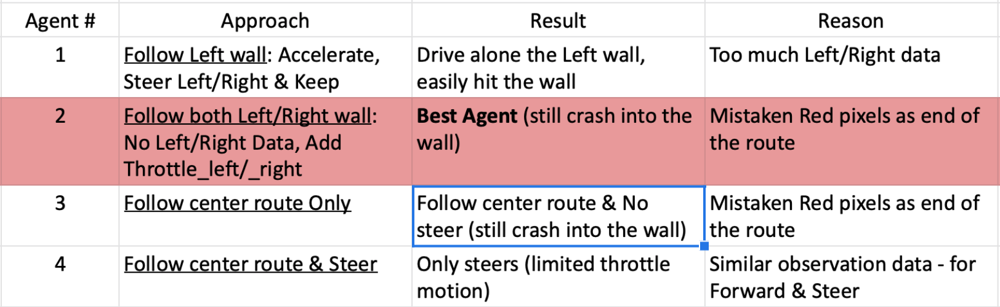 Agent # Approach Result Reason
1 Follow Left wall: Accelerate, Drive alone the Left wall, Too much Left/Right data
Steer Left/Right & Keep easily hit the wall
2 Follow both Left/Right wall: Best Agent (still crash into the Mistaken Red pixels as end of
No Left/Right Data, Add wall) the route
Throttle_left/_right
3 Follow center route Only Follow center route & No Mistaken Red pixels as end of
steer (still crash into the wall) the route
4 Follow center route & Steer Only steers (limited throttle Similar observation data - for
motion) Forward & Steer